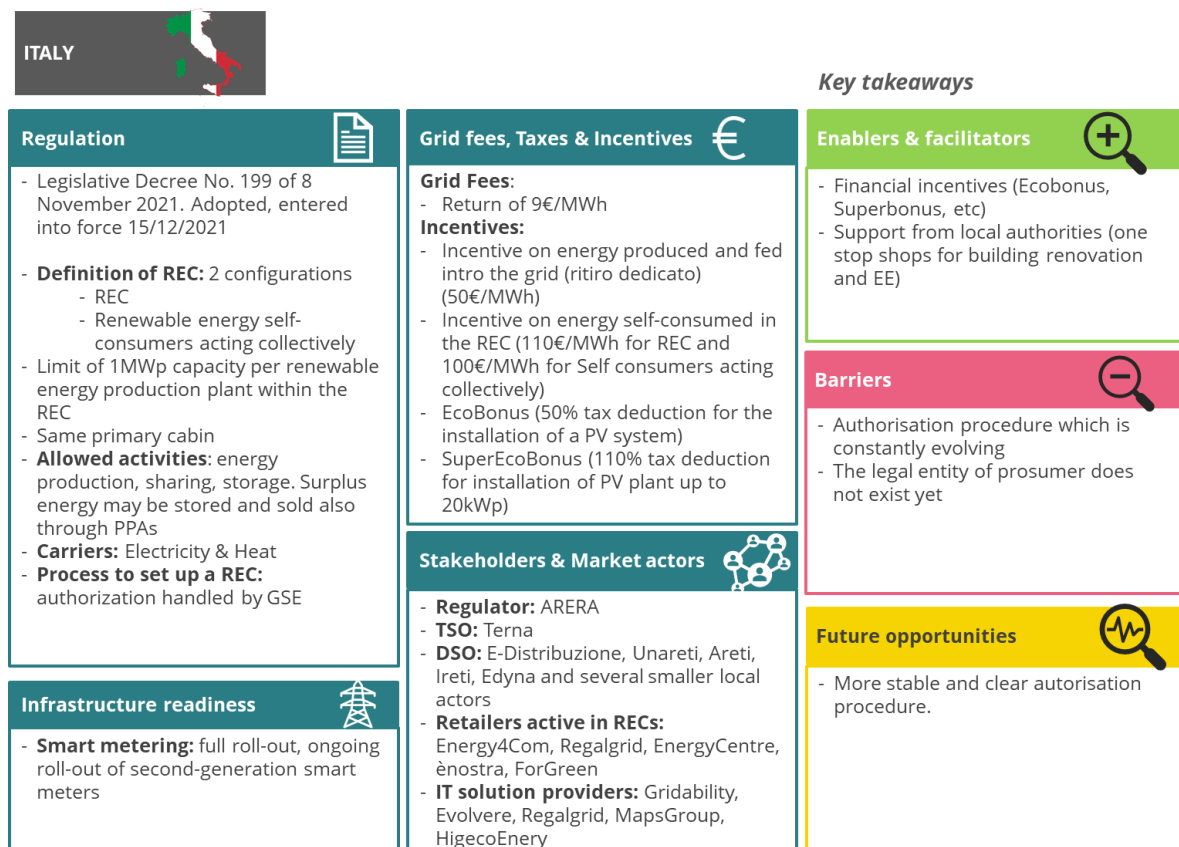 ITALY
Key takeaways
Regulation
- Legislative Decree No. 199 of 8
November 2021. Adopted, entered
into force 15/12/2021
- Definition of REC: 2 configurations
- REC
- Renewable energy self-
consumers acting collectively
- Limit of 1MWp capacity per renewable
energy production plant within the
REC
- Same primary cabin
- Allowed activities: energy
production, sharing, storage. Surplus
energy may be stored and sold also
through PPAs
- Carriers: Electricity & Heat
- Process to set up a REC:
authorization handled by GSE
Infrastructure readiness
- Smart metering: full roll-out, ongoing
roll-out of second-generation smart
meters
Grid fees, Taxes & Incentives €
Grid Fees:
- Return of 9€/MWh
Incentives:
- Incentive on energy produced and fed
intro the grid (ritiro dedicato)
(50€/MWh)
- Incentive on energy self-consumed in
the REC (110€/MWh for REC and
100€/MWh for Self consumers acting
collectively)
- EcoBonus (50% tax deduction for the
installation of a PV system)
- SuperEcoBonus (110% tax deduction
for installation of PV plant up to
20kWp)
Stakeholders & Market actors
- Regulator: ARERA
- TSO: Terna
- DSO: E-Distribuzione, Unareti, Areti,
Ireti, Edyna and several smaller local
actors
- Retailers active in RECs:
Energy4Com, Regalgrid, EnergyCentre,
ènostra, ForGreen
- IT solution providers: Gridability,
Evolvere, Regalgrid, MapsGroup,
HigecoEnery
Enablers & facilitators
- Financial incentives (Ecobonus,
Superbonus, etc)
- Support from local authorities (one
stop shops for building renovation
and EE)
Barriers
- Authorisation procedure which is
constantly evolving
- The legal entity of prosumer does
not exist yet
Future opportunities
- More stable and clear autorisation
procedure.